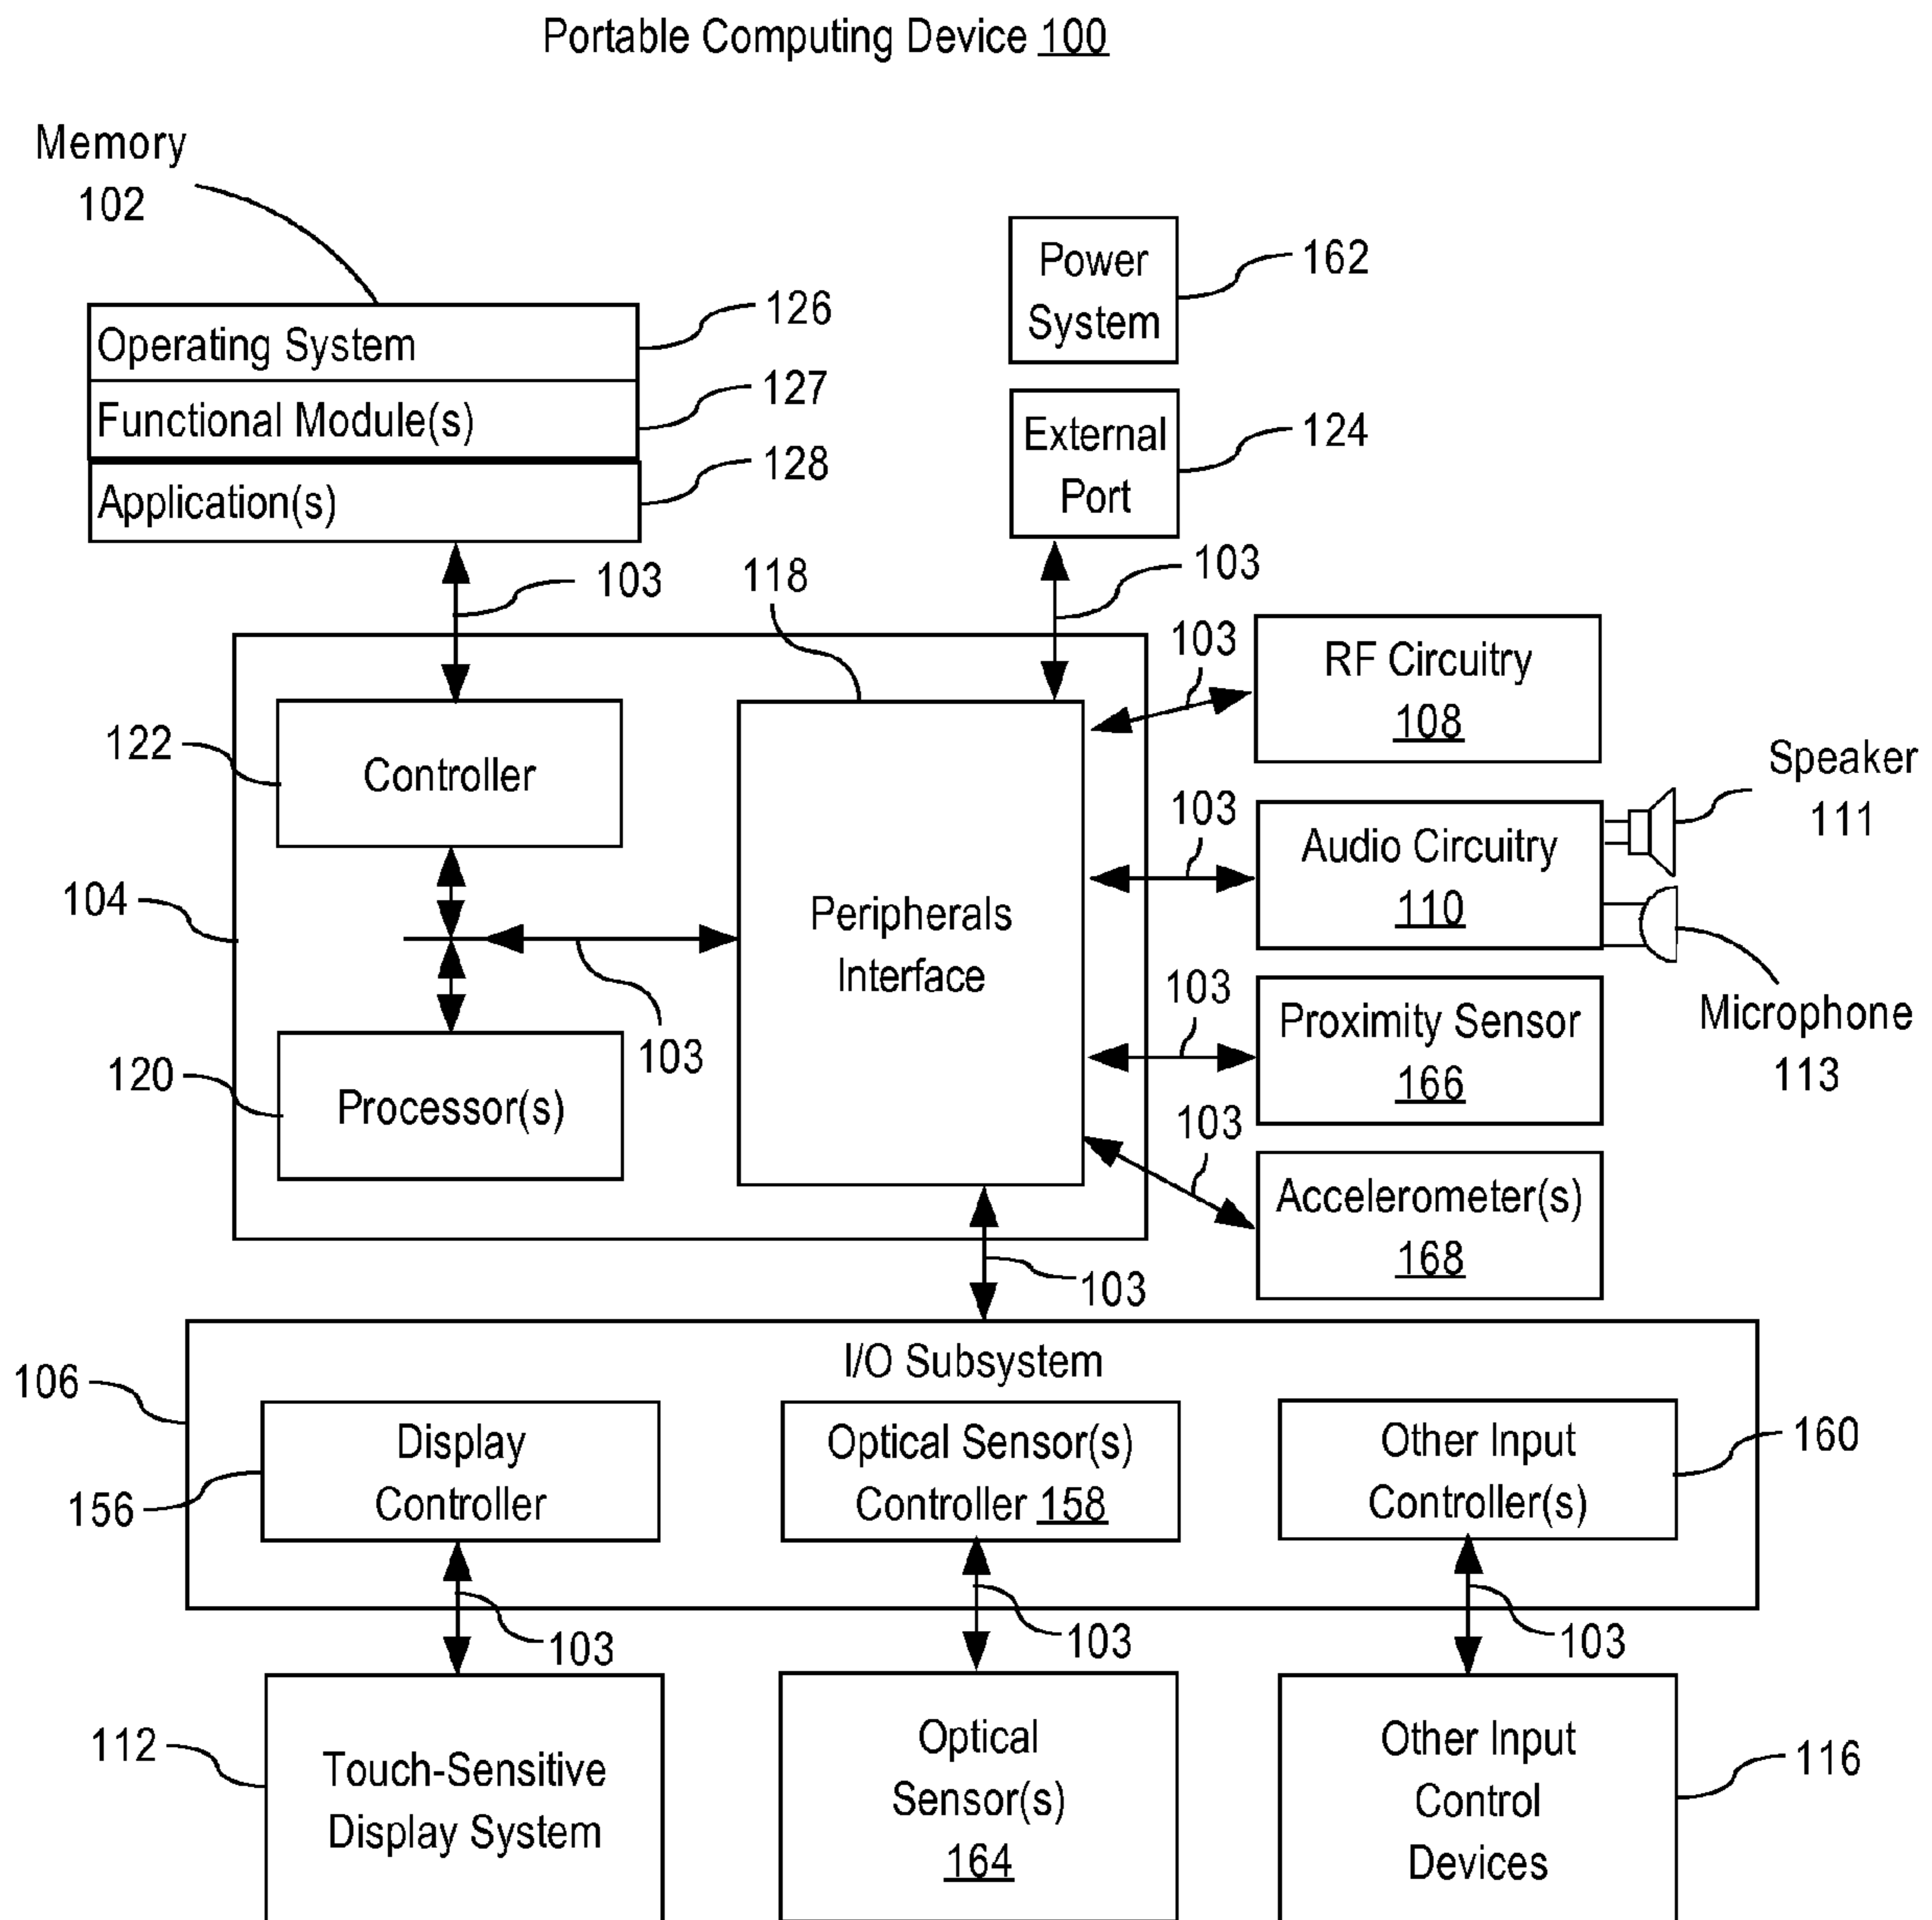 Portable Computing Device 100
Memory
102
Power
System
162
Operating System
126
Functional Module(s)
127
Application(s)
128
External
Port
124
103
118
103
103
RF Circuitry
108
122
Controller
Speaker
111
103
Audio Circuitry
110
104
Peripherals
Interface
103
Microphone
113
103
Proximity Sensor
166
120
Processor(s)
103
Accelerometer(s)
168
103
I/O Subsystem
106
Display
Controller
156
Optical Sensor(s)
Controller 158
Other Input
Controller(s)
160
103
103
103
112
Touch-Sensitive
Display System
Optical
Sensor(s)
164
Other Input
Control
Devices
116